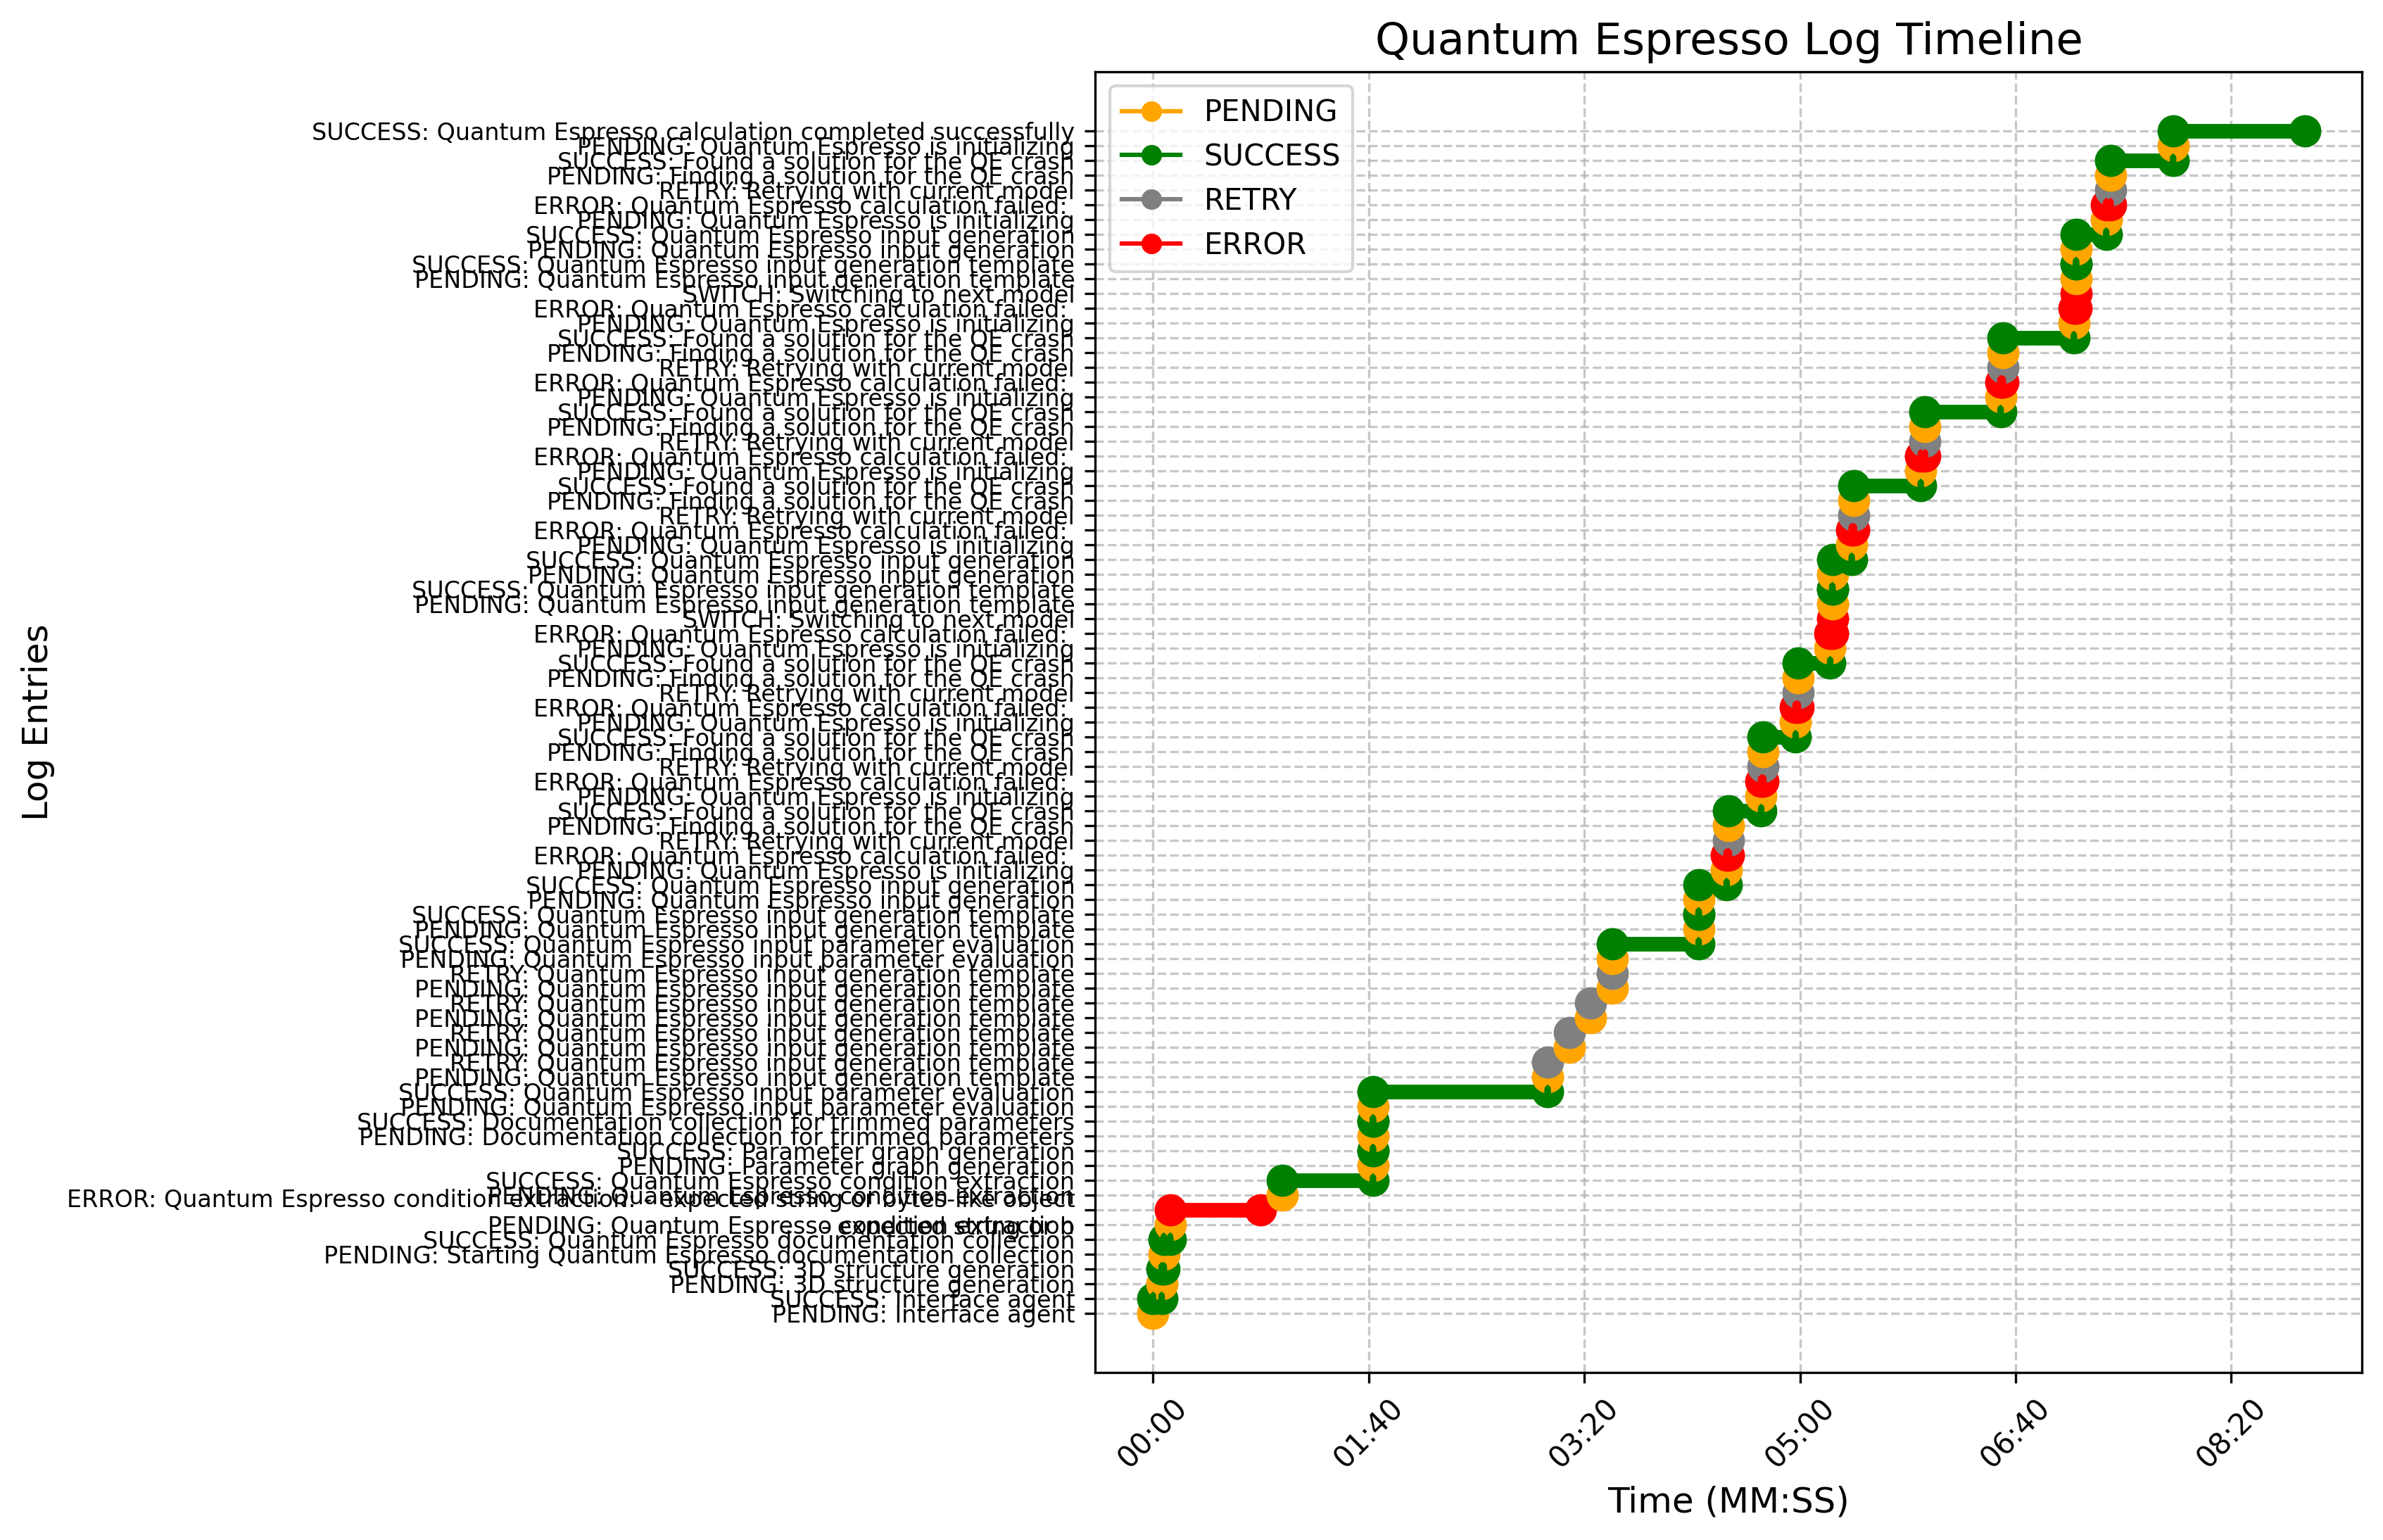 Quantum Espresso Log Timeline
PENDING
SUCCESS
RETRY
ERROR
SUCCESS: Quantum Espresso calculation completed successfully
PENDING: Quantum Espresso is initializing
SUCCESS: Found a solution for the QE crash
PENDING: Finding a solution for the QE crash
RETRY: Retrying with current model
ERROR: Quantum Espresso calculation failed:
PENDING: Quantum Espresso is initializing
SUCCESS: Quantum Espresso input generation
PENDING: Quantum Espresso input generation
SUCCESS: Quantum Espresso input generation template
PENDING: Quantum Espresso input generation template
SWITCH: Switching to next model
ERROR: Quantum Espresso calculation failed:
PENDING: Quantum Espresso is initializing
SUCCESS: Found a solution for the QE crash
PENDING: Finding a solution for the QE crash
RETRY: Retrying with current model
ERROR: Quantum Espresso calculation failed:
PENDING: Quantum Espresso is initializing
SUCCESS: Found a solution for the QE crash
PENDING: Finding a solution for the QE crash
RETRY: Retrying with current model
ERROR: Quantum Espresso calculation failed:
PENDING: Quantum Espresso is initializing
SUCCESS: Found a solution for the QE crash
PENDING: Finding a solution for the QE crash
RETRY: Retrying with current model
ERROR: Quantum Espresso calculation failed:
PENDING: Quantum Espresso is initializing
SUCCESS: Quantum Espresso input generation
PENDING: Quantum Espresso input generation
SUCCESS: Quantum Espresso input generation template
PENDING: Quantum Espresso input generation template
SWITCH: Switching to next model
ERROR: Quantum Espresso calculation failed:
PENDING: Quantum Espresso is initializing
SUCCESS: Found a solution for the QE crash
PENDING: Finding a solution for the QE crash
RETRY: Retrying with current model
ERROR: Quantum Espresso calculation failed:
PENDING: Quantum Espresso is initializing
SUCCESS: Found a solution for the QE crash
PENDING: Finding a solution for the QE crash
RETRY: Retrying with current model
ERROR: Quantum Espresso calculation failed:
PENDING: Quantum Espresso is initializing
SUCCESS: Found a solution for the QE crash
PENDING: Finding a solution for the QE crash
RETRY: Retrying with current model
ERROR: Quantum Espresso calculation failed:
PENDING: Quantum Espresso is initializing
SUCCESS: Quantum Espresso input generation
PENDING: Quantum Espresso input generation
SUCCESS: Quantum Espresso input generation template
PENDING: Quantum Espresso input generation template
SUCCESS: Quantum Espresso input parameter evaluation
PENDING: Quantum Espresso input parameter evaluation
RETRY: Quantum Espresso input generation template
PENDING: Quantum Espresso input generation template
RETRY: Quantum Espresso input generation template
PENDING: Quantum Espresso input generation template
RETRY: Quantum Espresso input generation template
PENDING: Quantum Espresso input generation template
RETRY: Quantum Espresso input generation template
PENDING: Quantum Espresso input generation template
SUCCESS: Quantum Espresso input parameter evaluation
PENDING: Quantum Espresso input parameter evaluation
SUCCESS: Documentation collection for trimmed parameters
PENDING: Documentation collection for trimmed parameters
SUCCESS: Parameter graph generation
PENDING: Parameter graph generation
SUCCESS: Quantum Espresso condition extraction
PENDING: Quantum Espresso condition extraction
ERROR: Quantum Espresso condition extraction: - expected string or bytes-like object
- expected string or b
PENDING: Quantum Espresso condition extraction
SUCCESS: Quantum Espresso documentation collection
PENDING: Starting Quantum Espresso documentation collection
SUCCESS: 3D structure generation
PENDING: 3D structure generation
SUCCESS: Interface agent
PENDING: Interface agent
Log Entries
00:00
01:40
03:20
05:00
06:40
08:20
Time (MM:SS)